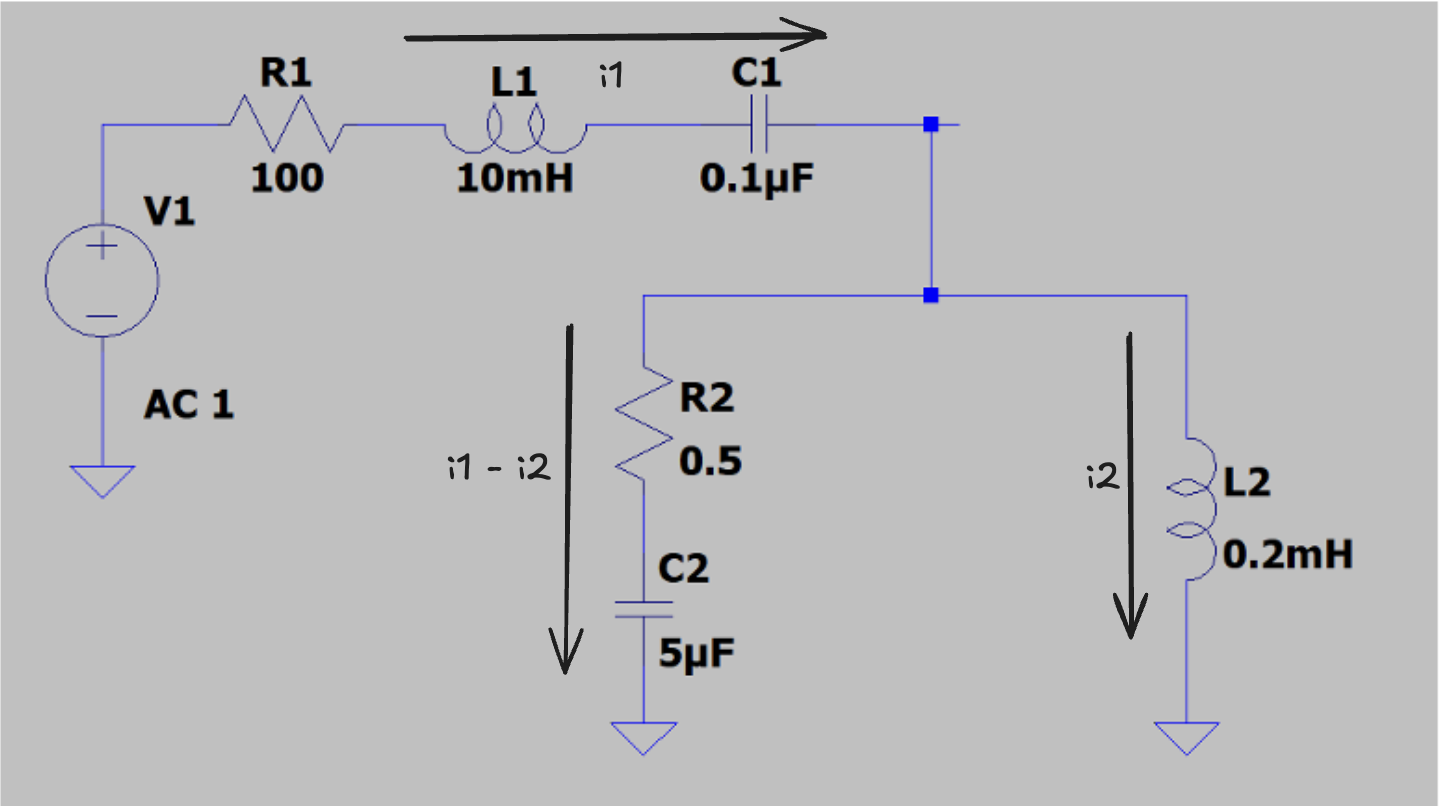 i1
R1
L1
C1
100
10mH
0.1µF
V1
AC 1
R2
0.5
i1 - i2
i2
L2
0.2mH
C2
5µF